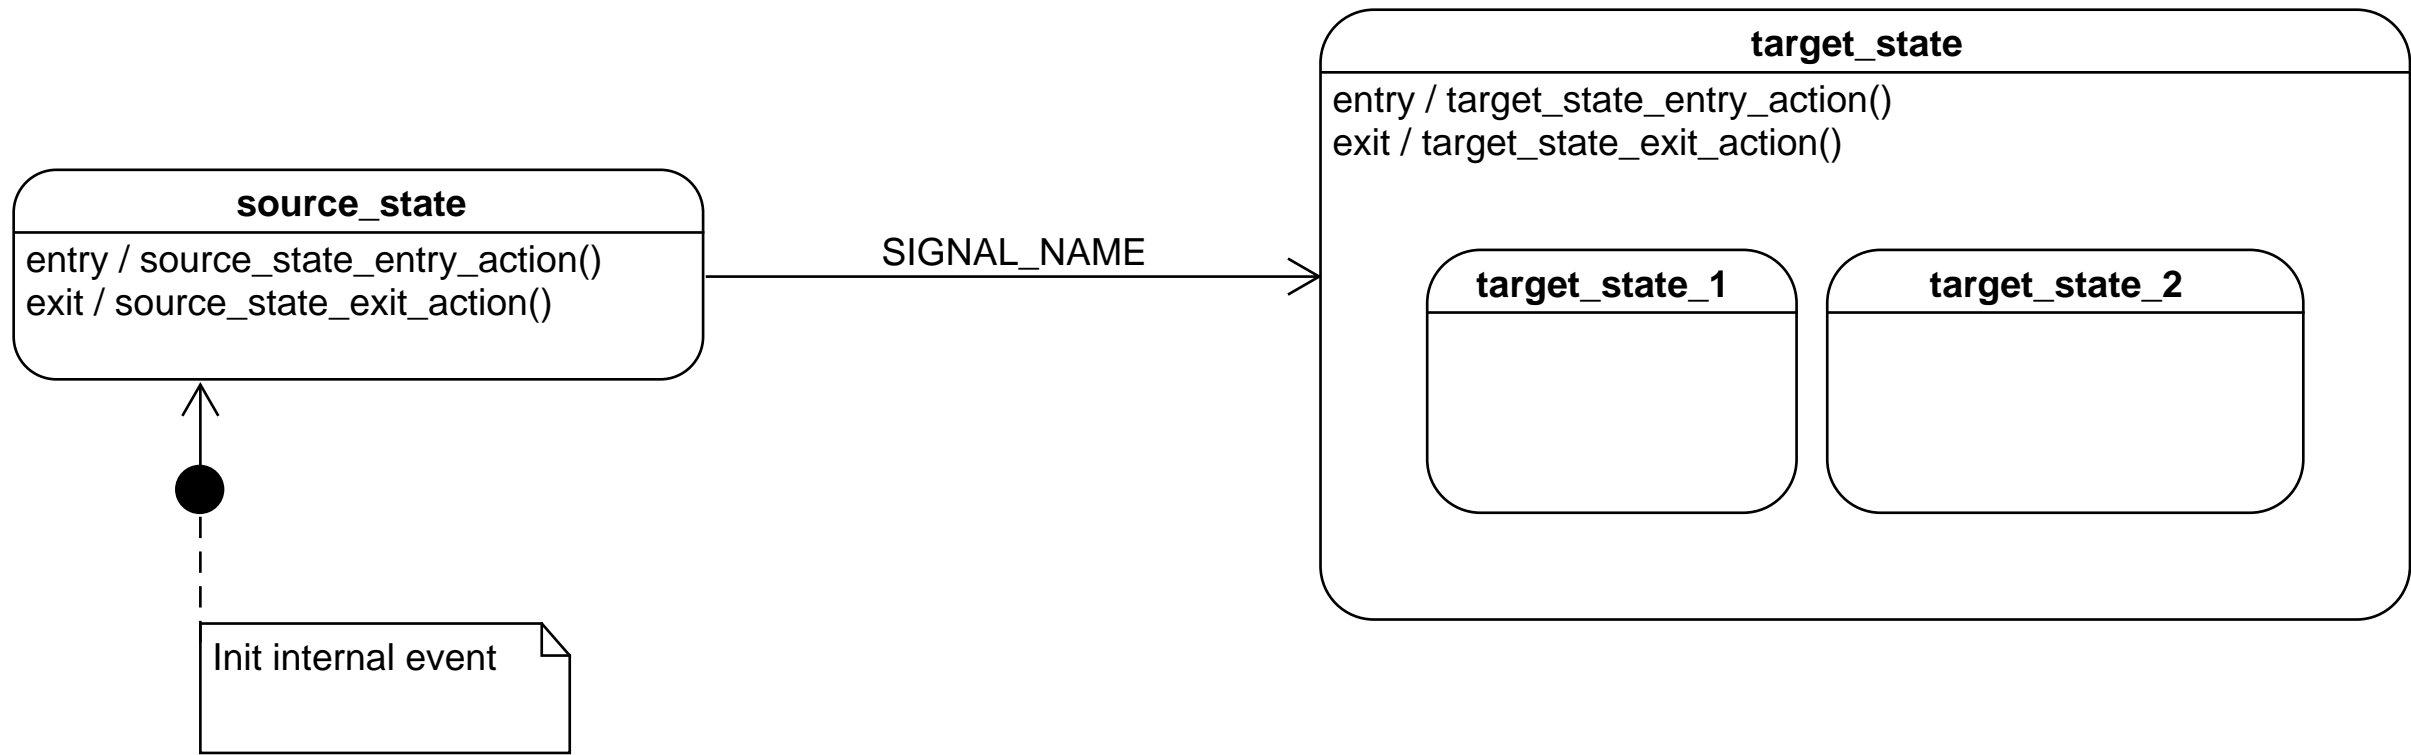 target_state
entry / target_state_entry_action()
exit / target_state_exit_action()
source_state
entry / source_state_entry_action()
exit / source_state_exit_action()
SIGNAL_NAME
target_state_1
target_state_2
Init internal event